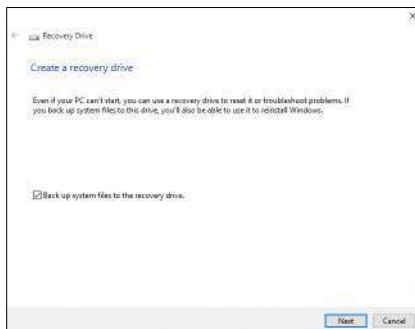 Recovery Drive
Create a recovery drive
Even if your PC can't start, you can use a recovery drive to reset it or troubleshoot problems. If
you back up system files to this drive, you'll also be able to use it to reinstall Windows.
Back up system files to the recovery drive.
Next Cancel